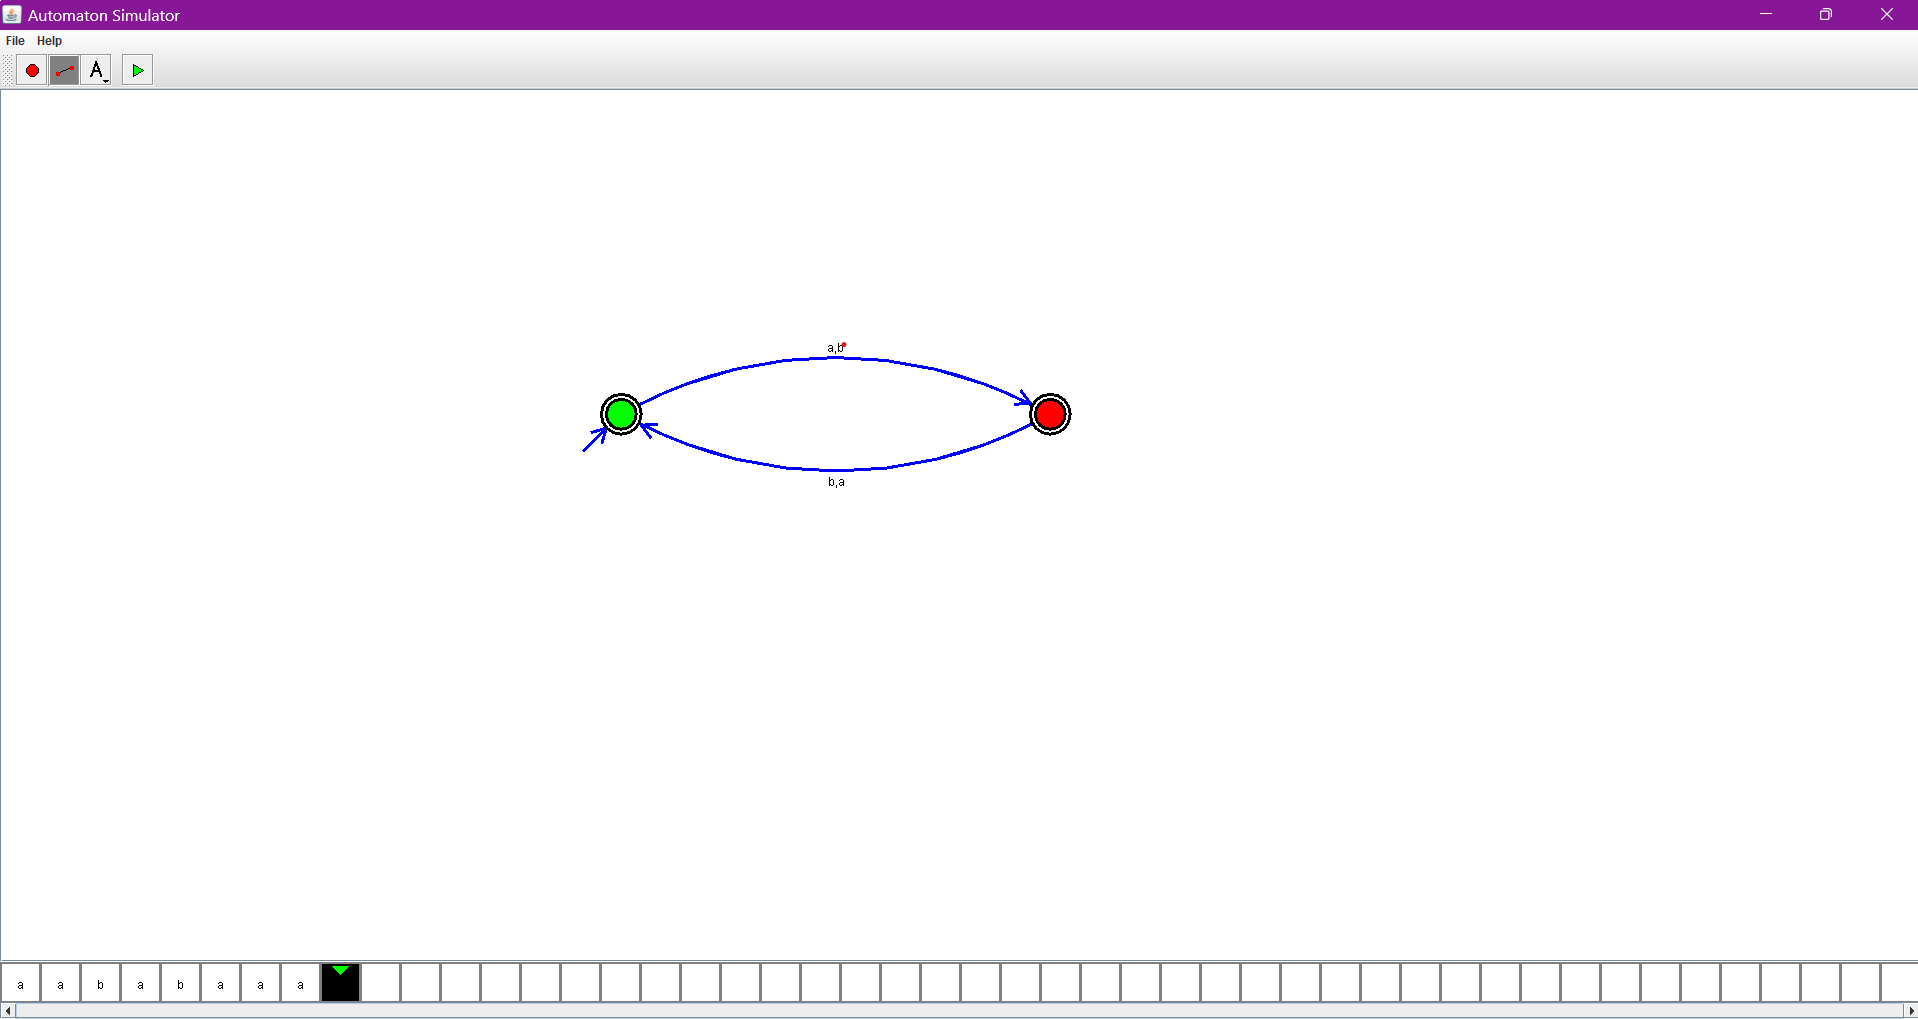 Automaton Simulator
File Help
A
a,b
b,a
a a b a b a a a